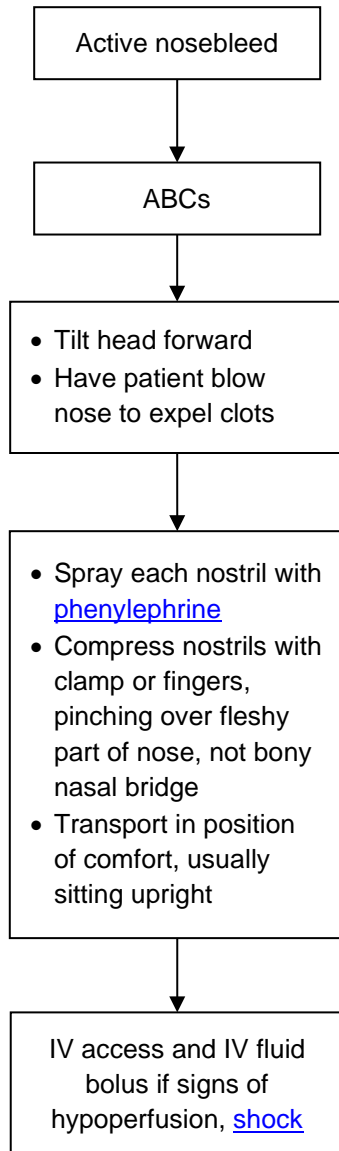 Active nosebleed
ABCs
• Tilt head forward
• Have patient blow
nose to expel clots
• Spray each nostril with
phenylephrine
• Compress nostrils with
clamp or fingers,
pinching over fleshy
part of nose, not bony
nasal bridge
• Transport in position
of comfort, usually
sitting upright
IV access and IV fluid
bolus if signs of
hypoperfusion, shock